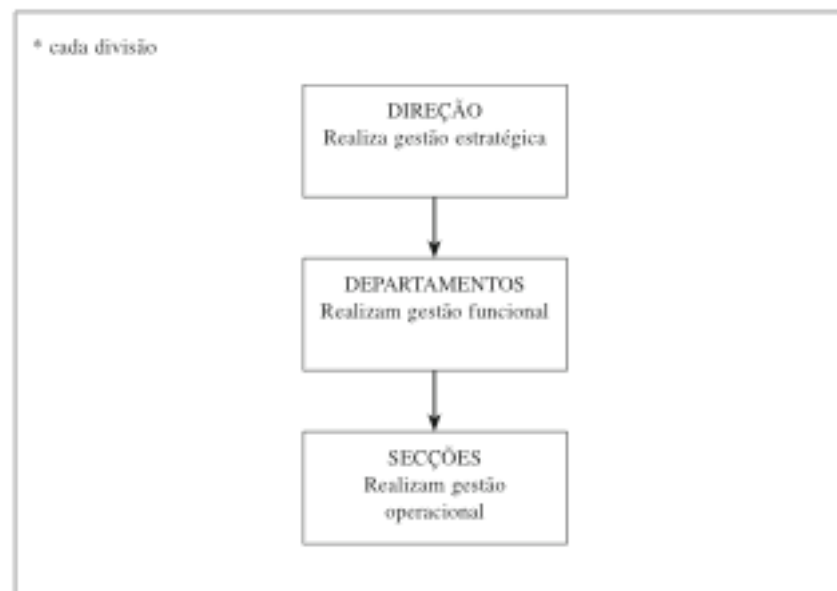 * cada divisão
DIREÇÃO
Realiza gestão estratégica
DEPARTAMENTOS
Realizam gestão funcional
SECÇÕES
Realizam gestão
operacional